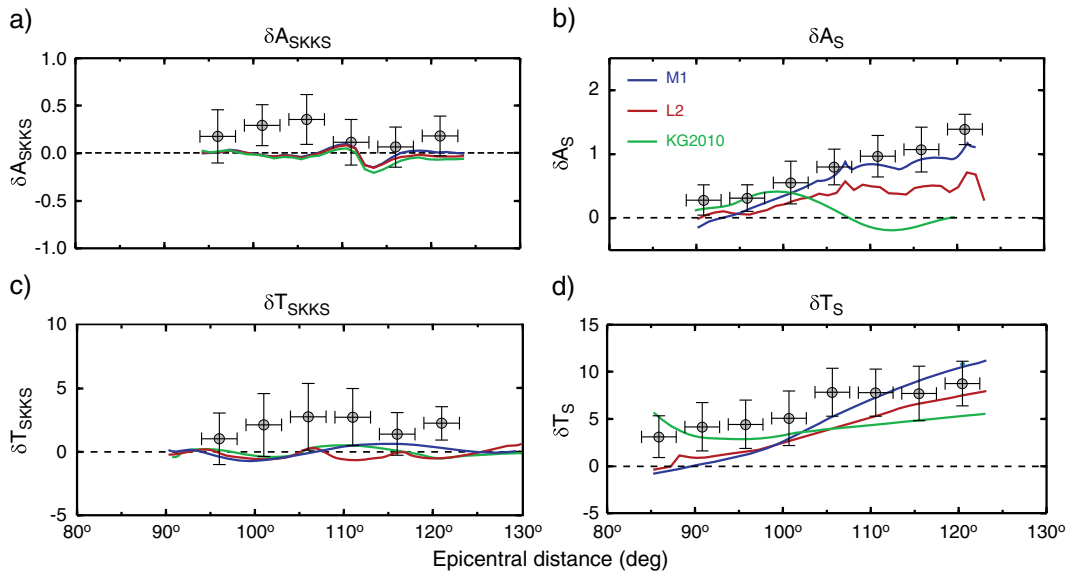 a)
δA_SKKS
1.0
0.5
0.0
-0.5
-1.0
δA_SKKS
b)
δA_S
2
1
0
δA_S
M1
L2
KG2010
c)
δT_SKKS
10
5
0
-5
δT_SKKS
80° 90° 100° 110° 120° 130°
d)
δT_S
15
10
5
0
-5
δT_S
80° 90° 100° 110° 120° 130°
Epicentral distance (deg)